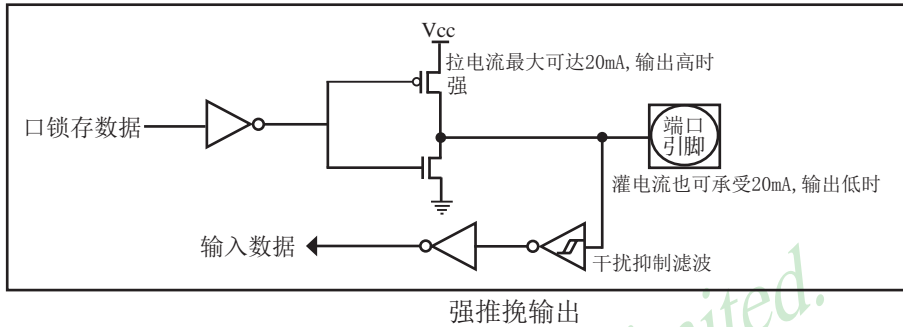 Vcc
拉电流最大可达20mA,输出高时
强
口锁存数据
端口
引脚
灌电流也可承受20mA,输出低时
输入数据
干扰抑制滤波
强推挽输出
mited.